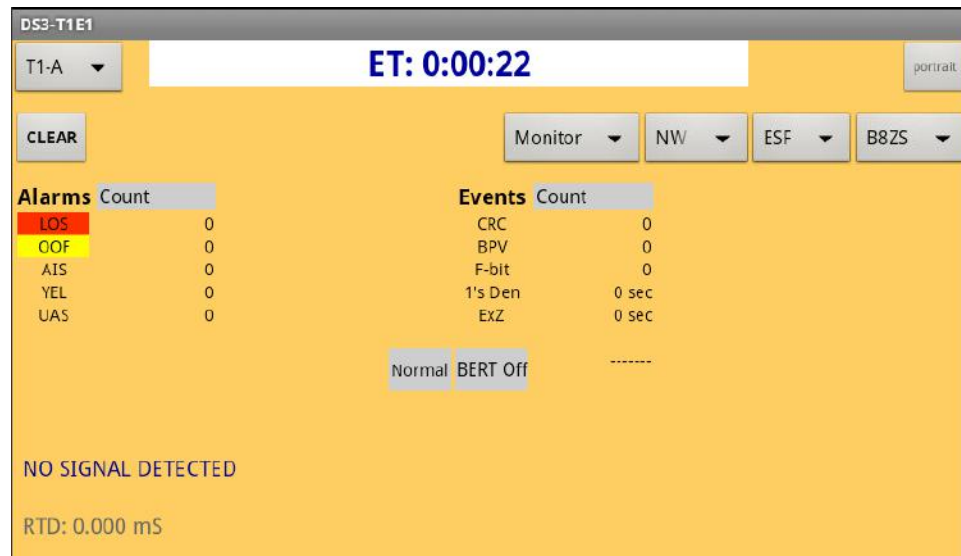 DS3-T1E1
T1-A ET: 0:00:22 portrait
CLEAR Monitor NW ESF B8ZS
Alarms Count Events Count
LOS 0 CRC 0
OOF 0 BPV 0
AIS 0 F-bit 0
YEL 0 1's Den 0 sec
UAS 0 ExZ 0 sec
Normal BERT Off -------
NO SIGNAL DETECTED
RTD: 0.000 mS